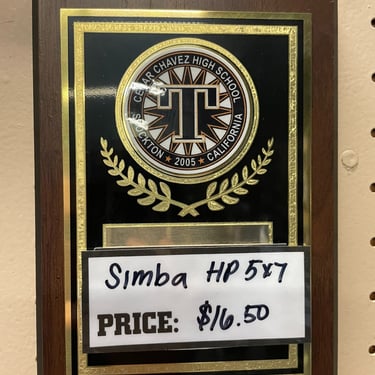 CESAR CHAVEZ HIGH SCHOOL
T
STOCKTON ★ 2005 ★ CALIFORNIA
Simba HP 5x7
PRICE: $16.50